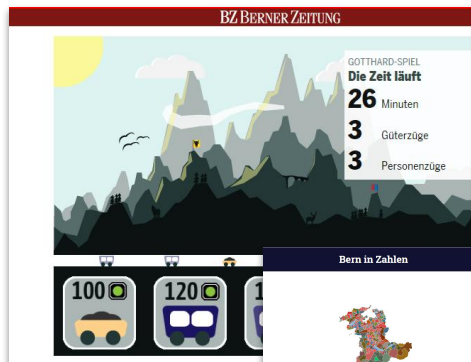 BZ BERNER ZEITUNG
GOTTHARD-SPIEL
Die Zeit läuft
26 Minuten
3 Güterzüge
3 Personenzüge
100
120
1
Bern in Zahlen